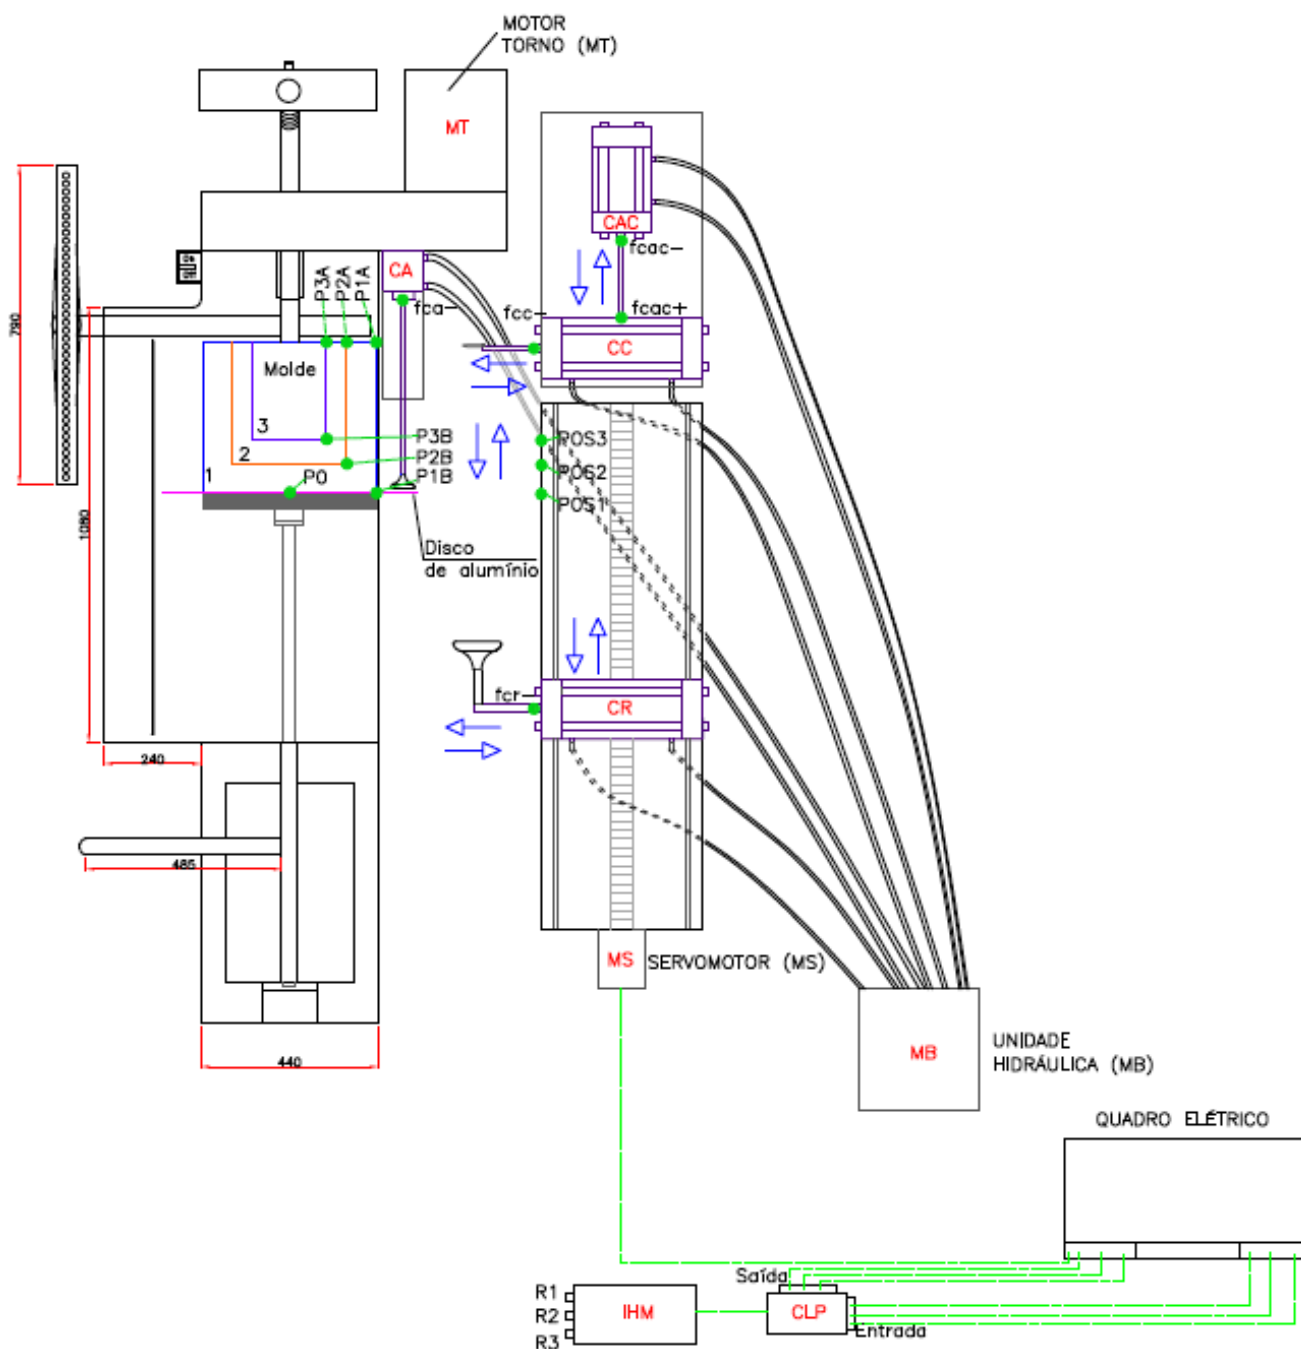 MOTOR
TORNO (MT)
MT
CAC
fcac-
CA
P3A
P2A
P1A
fca-
fcc-
fcac+
CC
790
Molde
3
P3B
2
P2B
1
P0
P1B
POS3
POS2
POS1
1080
Disco
de alumínio
fcr-
CR
240
485
MS
SERVOMOTOR (MS)
440
MB
UNIDADE
HIDRÁULICA (MB)
QUADRO ELÉTRICO
Saída
R1
R2
R3
IHM
CLP
Entrada